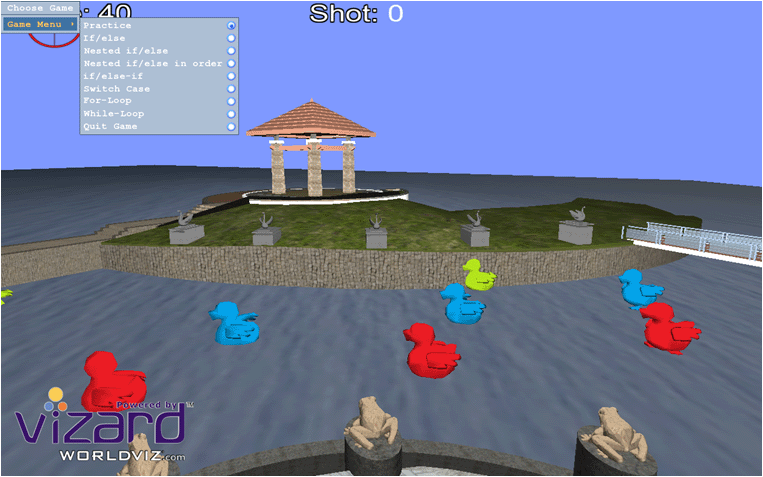 Choose Game
: 40
Shot: 0
Game Menu
Practice
If/else
Nested if/else
Nested if/else in order
if/else-if
Switch Case
For-Loop
While-Loop
Quit Game
Powered by
vizard
TM
WORLDVIZ.com